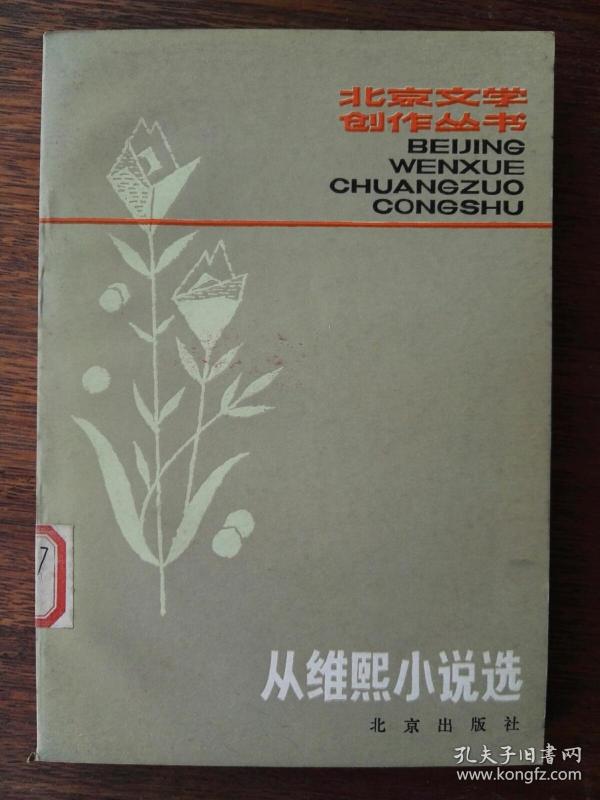 北京文学
创作丛书
BEIJING
WENXUE
CHUANGZUO
CONGSHU
7
从维熙小说选
北京出版社
孔夫子旧书网
www.kongfz.com